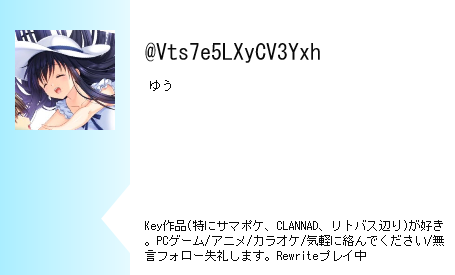 @Vts7e5LXyCV3Yxh
ゆう
Key作品(特にサマポケ、CLANNAD、リトバス辺り)が好き
。PCゲーム/アニメ/カラオケ/気軽に絡んでください/無
言フォロー失礼します。Rewriteプレイ中